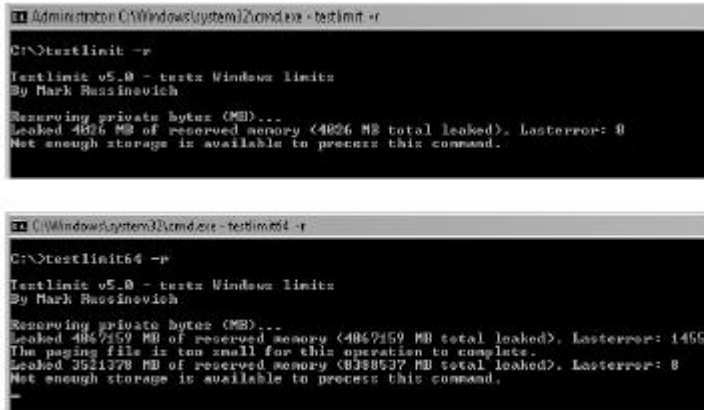 Administrator: C:\Windows\system32\cmd.exe - testlimit -r
C:\>testlimit -r
Testlimit v5.0 - tests Windows limits
By Mark Russinovich
Reserving private bytes (MB)...
Leaked 4026 MB of reserved memory (4026 MB total leaked). Lasterror: 8
Not enough storage is available to process this command.
C:\Windows\system32\cmd.exe - testlimit64 -r
C:\>testlimit64 -r
Testlimit v5.0 - tests Windows limits
By Mark Russinovich
Reserving private bytes (MB)...
Leaked 4867159 MB of reserved memory (4867159 MB total leaked). Lasterror: 1455
The paging file is too small for this operation to complete.
Leaked 3521378 MB of reserved memory (8388537 MB total leaked). Lasterror: 8
Not enough storage is available to process this command.